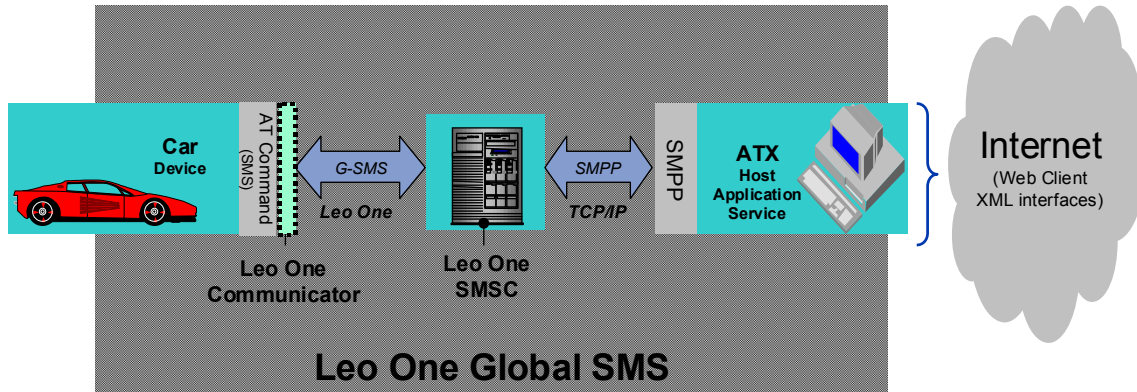 Car
Device
AT Command
(SMS)
G-SMS
Leo One
Leo One
Communicator
Leo One
SMSC
SMPP
TCP/IP
SMPP
ATX
Host
Application
Service
Internet
(Web Client
XML interfaces)
Leo One Global SMS